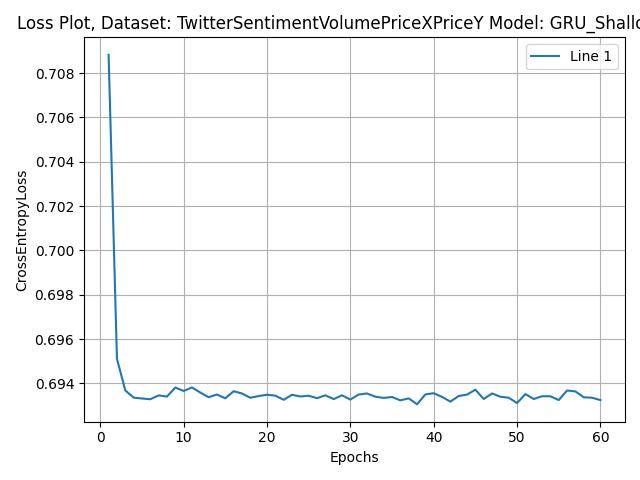 Loss Plot, Dataset: TwitterSentimentVolumePriceXPriceY Model: GRU_Shallo
Line 1
0.708
0.706
0.704
0.702
0.700
0.698
0.696
0.694
CrossEntropyLoss
0 10 20 30 40 50 60
Epochs